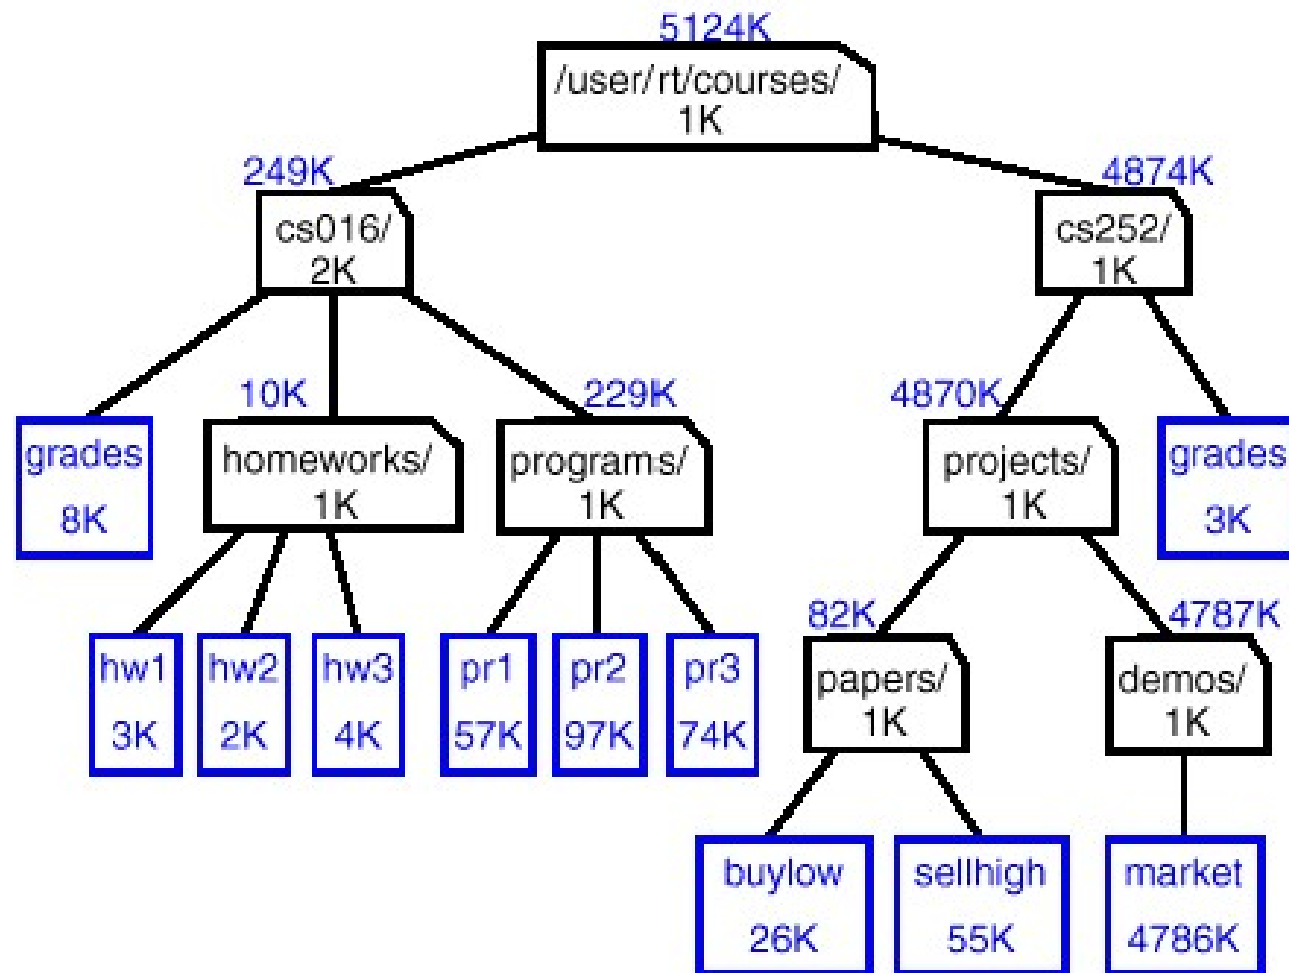 5124K
/user/rt/courses/
1K
249K
4874K
cs016/
2K
cs252/
1K
10K
229K
4870K
grades
8K
homeworks/
1K
programs/
1K
projects/
1K
grades
3K
82K
4787K
hw1
3K
hw2
2K
hw3
4K
pr1
57K
pr2
97K
pr3
74K
papers/
1K
demos/
1K
buylow
26K
sellhigh
55K
market
4786K